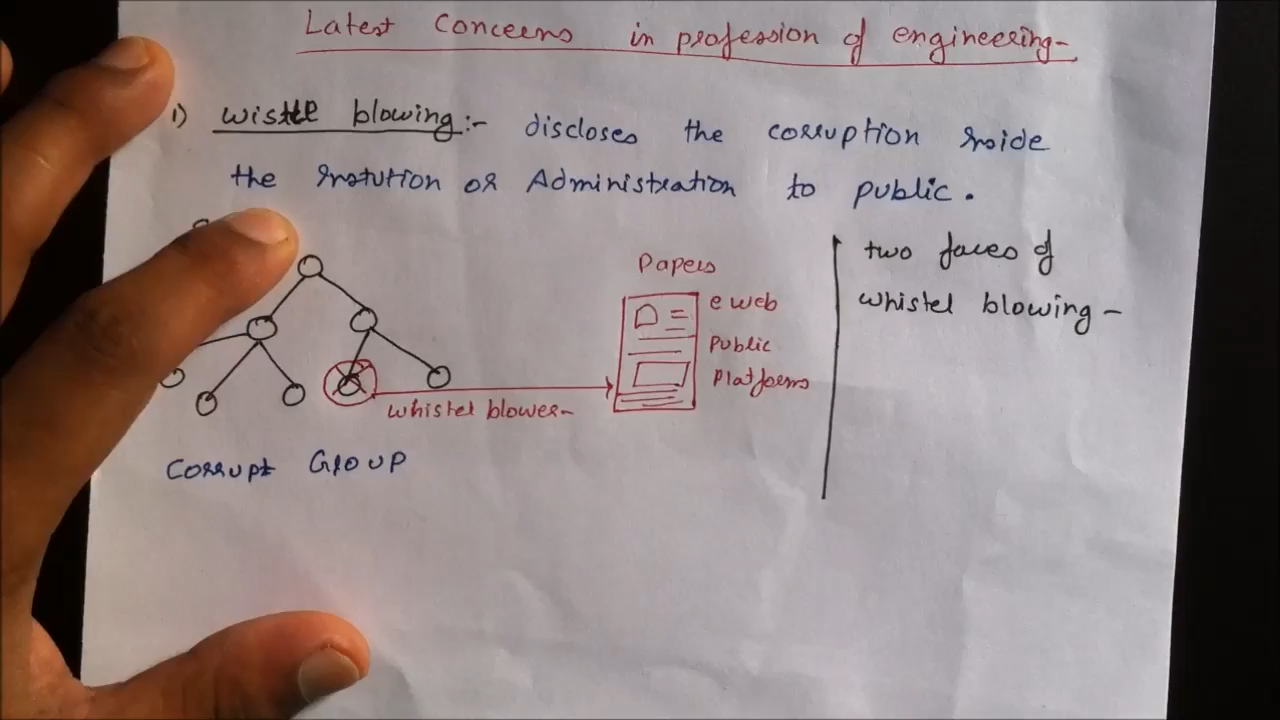 Latest Concerns in profession of engineering-
1) wistle blowing:- discloses the corruption inside
the instution or Administration to public.
two faces of
whistel blowing -
Papers
e web
public
platforms
whistel blower-
Corrupt Group